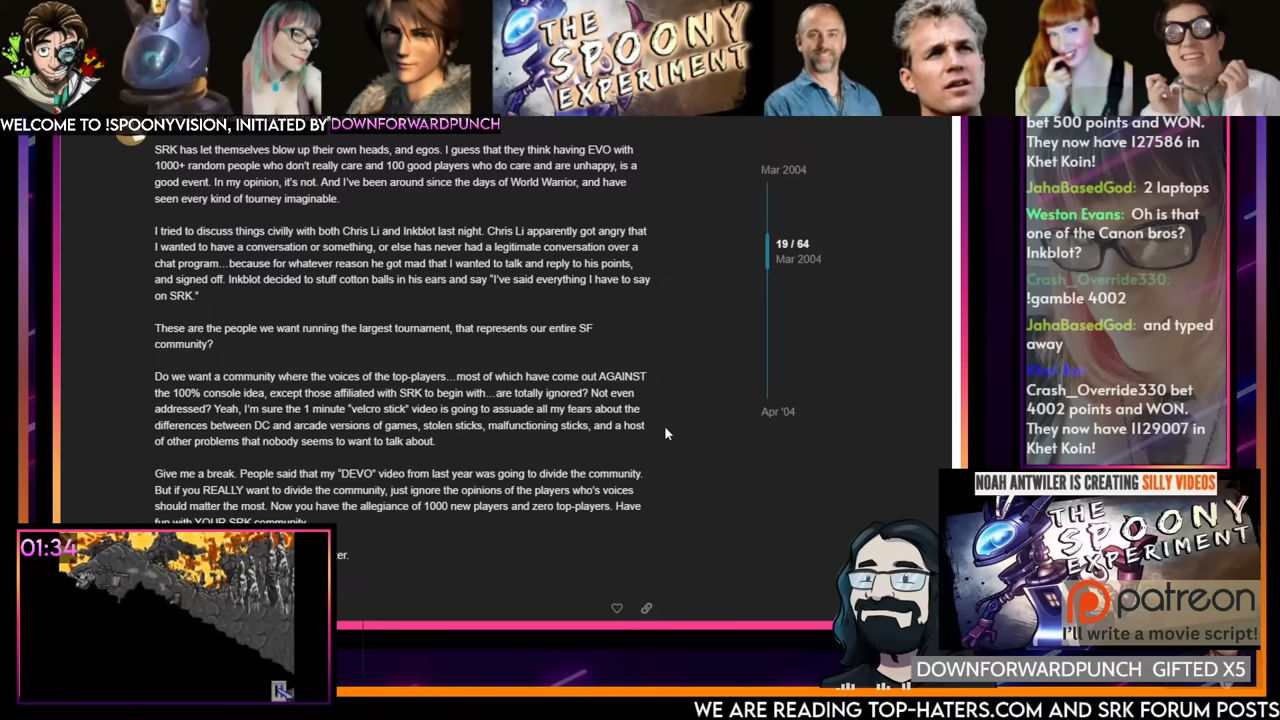 THE
SPOONY
EXPERIMENT
WELCOME TO !SPOONYVISION, INITIATED BY DOWNFORWARDPUNCH
SRK has let themselves blow up their own heads, and egos. I guess that they think having EVO with
1000+ random people who don't really care and 100 good players who do care and are unhappy, is a
good event. In my opinion, it's not. And I've been around since the days of World Warrior, and have
seen every kind of tourney imaginable.
I tried to discuss things civilly with both Chris Li and Inkblot last night. Chris Li apparently got angry that
I wanted to have a conversation or something, or else has never had a legitimate conversation over a
chat program…because for whatever reason he got mad that I wanted to talk and reply to his points,
and signed off. Inkblot decided to stuff cotton balls in his ears and say "I've said everything I have to say
on SRK."
These are the people we want running the largest tournament, that represents our entire SF
community?
Do we want a community where the voices of the top-players…most of which have come out AGAINST
the 100% console idea, except those affiliated with SRK to begin with…are totally ignored? Not even
addressed? Yeah, I'm sure the 1 minute "velcro stick" video is going to assuade all my fears about the
differences between DC and arcade versions of games, stolen sticks, malfunctioning sticks, and a host
of other problems that nobody seems to want to talk about.
Give me a break. People said that my "DEVO" video from last year was going to divide the community.
But if you REALLY want to divide the community, just ignore the opinions of the players who's voices
should matter the most. Now you have the allegiance of 1000 new players and zero top-players. Have
fun with YOUR SRK community
ter.
Mar 2004
19 / 64
Mar 2004
Apr '04
bet 500 points and WON.
They now have 127586 in
Khet Koin!
JahaBasedGod: 2 laptops
Weston Evans: Oh is that
one of the Canon bros?
Inkblot?
Crash_Override330:
!gamble 4002
JahaBasedGod: and typed
away
Khet Bot:
Crash_Override330 bet
4002 points and WON.
They now have 1129007 in
Khet Koin!
01:34
NOAH ANTWILER IS CREATING SILLY VIDEOS
THE
SPOONY
EXPERIMENT
patreon
I'll write a movie script!
DOWNFORWARDPUNCH GIFTED X5
WE ARE READING TOP-HATERS.COM AND SRK FORUM POSTS